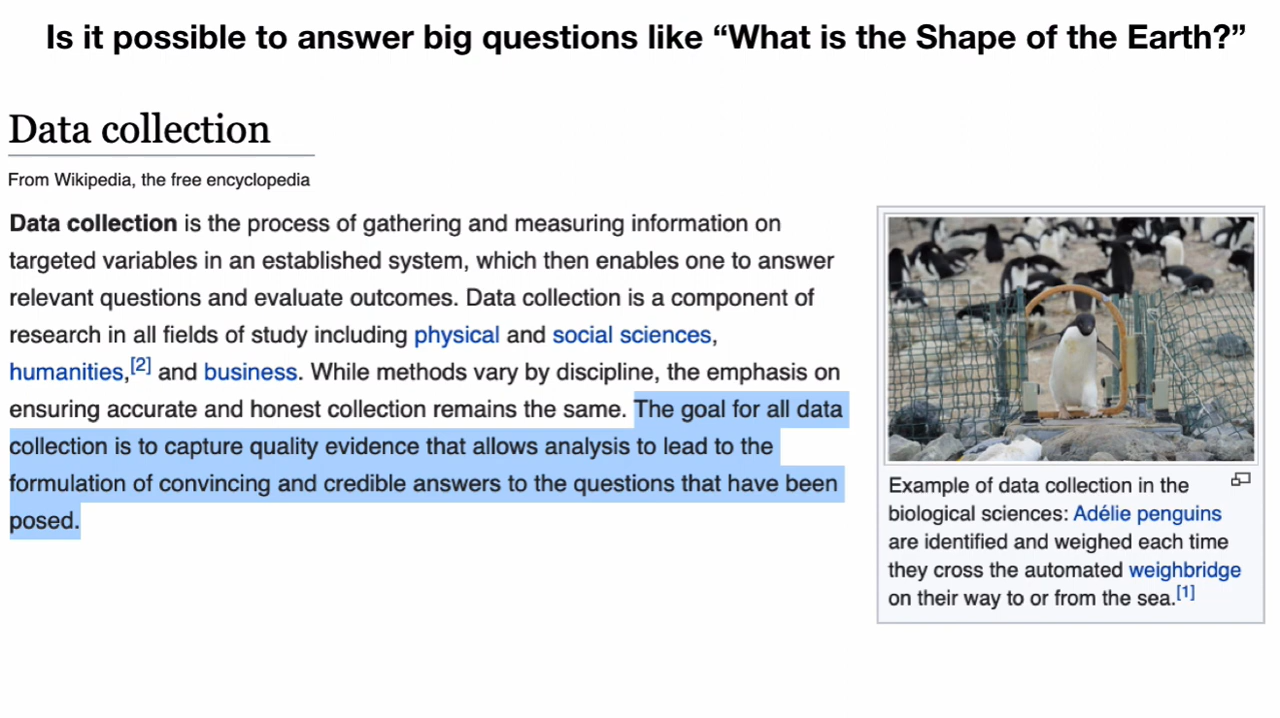 Is it possible to answer big questions like “What is the Shape of the Earth?”
Data collection
From Wikipedia, the free encyclopedia
Data collection is the process of gathering and measuring information on
targeted variables in an established system, which then enables one to answer
relevant questions and evaluate outcomes. Data collection is a component of
research in all fields of study including physical and social sciences,
humanities,[2] and business. While methods vary by discipline, the emphasis on
ensuring accurate and honest collection remains the same. The goal for all data
collection is to capture quality evidence that allows analysis to lead to the
formulation of convincing and credible answers to the questions that have been
posed.
Example of data collection in the
biological sciences: Adélie penguins
are identified and weighed each time
they cross the automated weighbridge
on their way to or from the sea.[1]